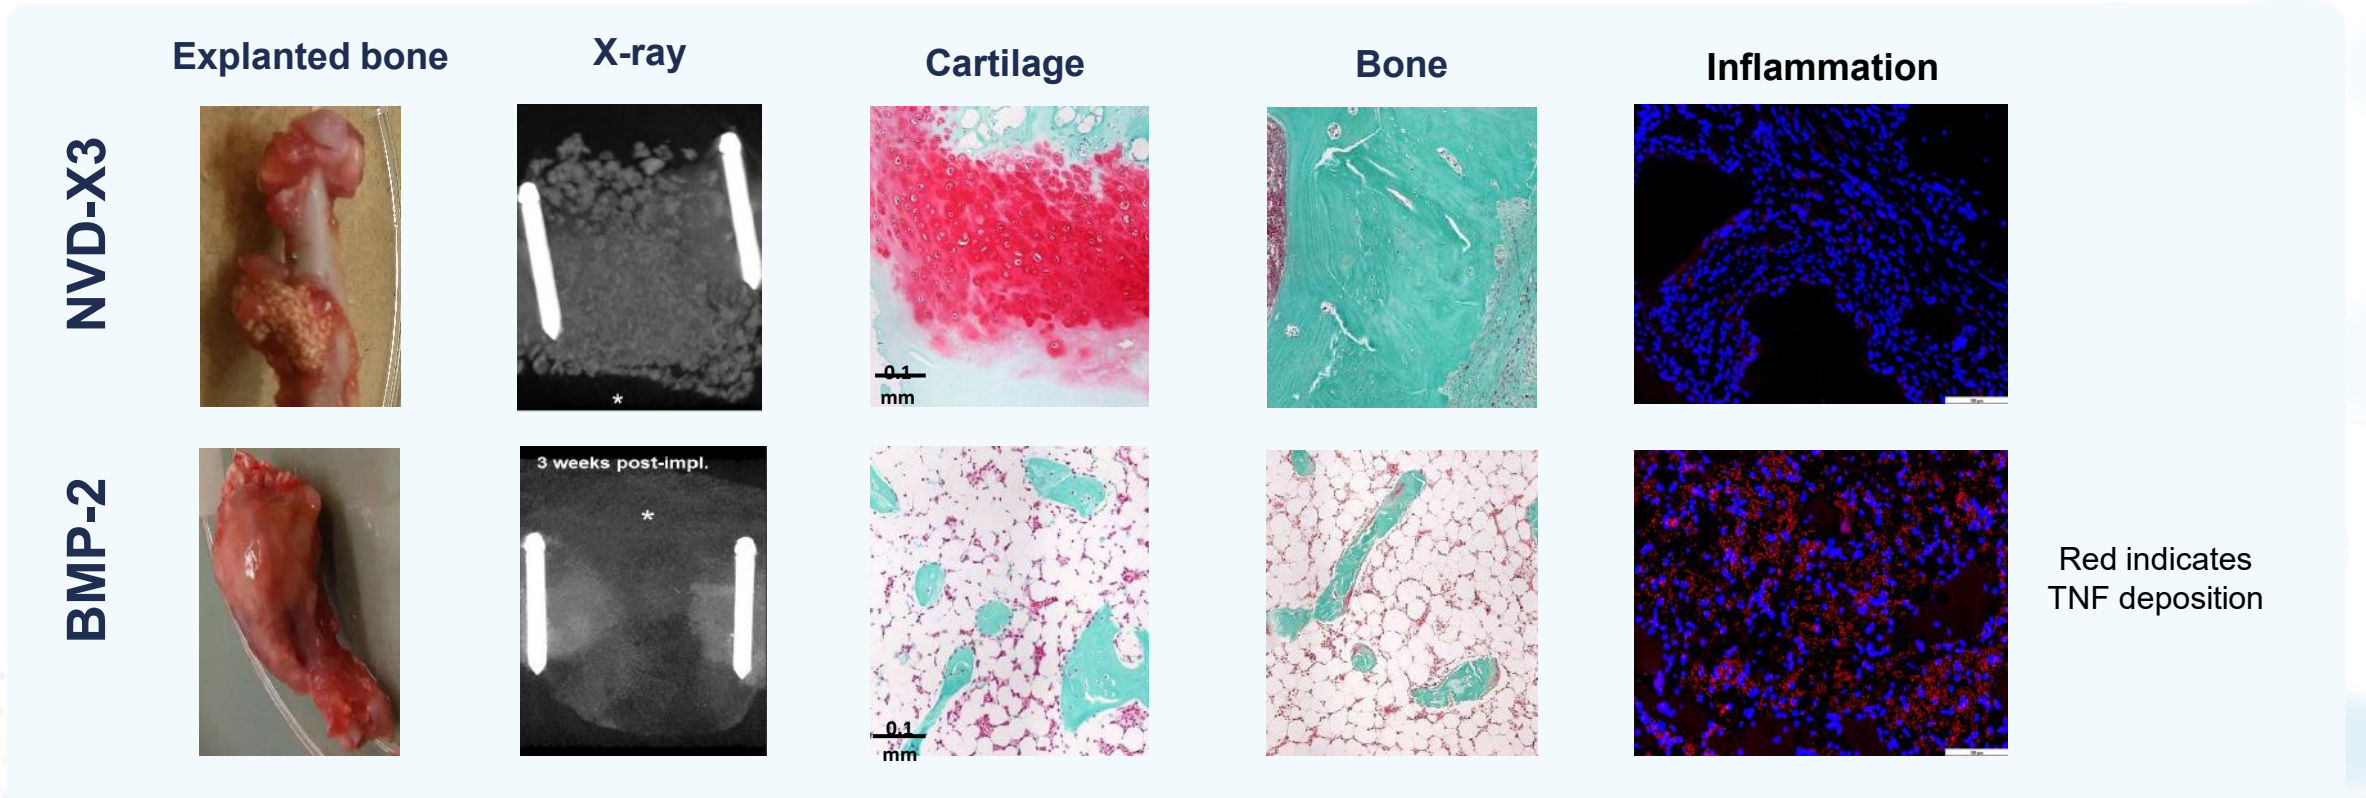 Explanted bone
X-ray
Cartilage
Bone
Inflammation
NVD-X3
*
0.1
mm
BMP-2
3 weeks post-impl.
*
0.1
mm
Red indicates
TNF deposition